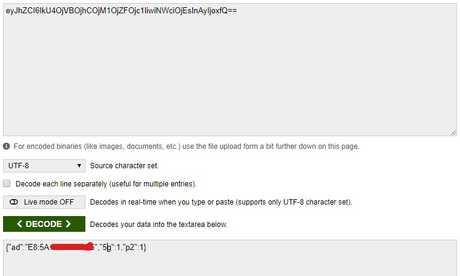 eyJhZCI6IkU4OjVBOjhCOjM1OjZFOjc1IiwiNWciOjEsInAyIjoxfQ==
For encoded binaries (like images, documents, etc.) use the file upload form a bit further down on this page.
UTF-8 Source character set.
Decode each line separately (useful for multiple entries).
Live mode OFF Decodes in real-time when you type or paste (supports only UTF-8 character set).
DECODE Decodes your data into the textarea below.
{"ad":"E8:5A ","5g":1,"p2":1}